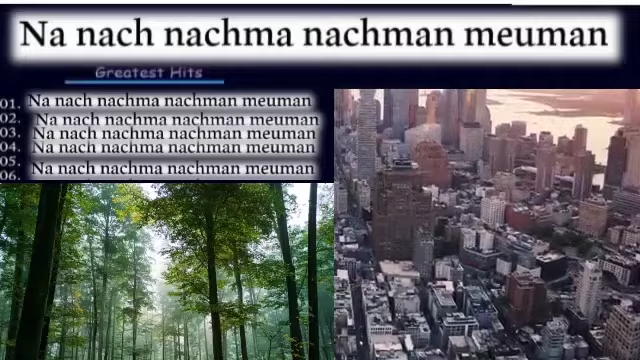 Na nach nachma nachman meuman
Greatest Hits
01. Na nach nachma nachman meuman
02. Na nach nachma nachman meuman
03. Na nach nachma nachman meuman
04. Na nach nachma nachman meuman
05. Na nach nachma nachman meuman
06.